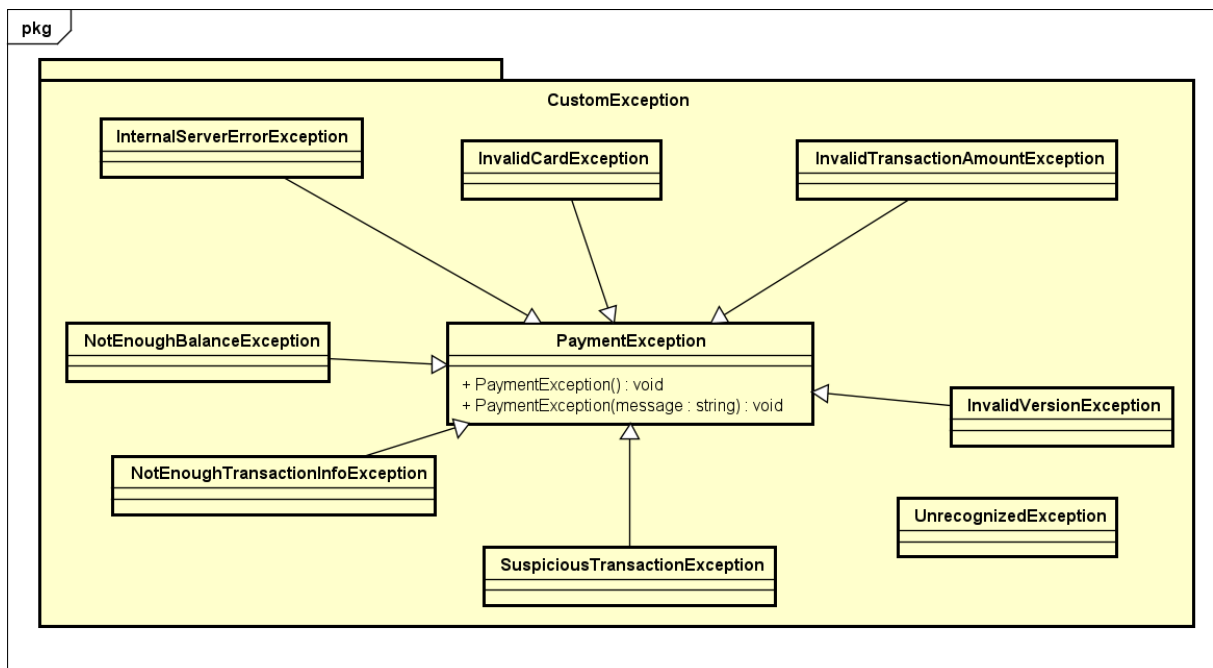 pkg
CustomException
InternalServerErrorException
InvalidCardException
InvalidTransactionAmountException
NotEnoughBalanceException
PaymentException
+ PaymentException() : void
+ PaymentException(message : string) : void
InvalidVersionException
NotEnoughTransactionInfoException
UnrecognizedException
SuspiciousTransactionException